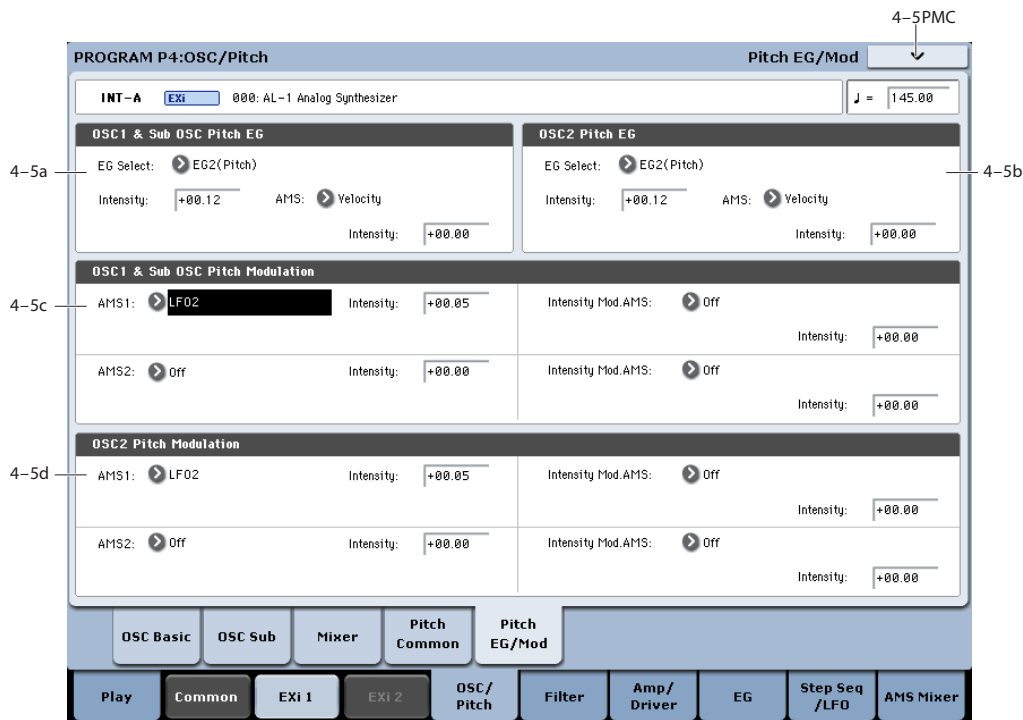 4–5PMC
PROGRAM P4:OSC/Pitch
Pitch EG/Mod
INT–A EXi 000: AL–1 Analog Synthesizer
♩ = 145.00
OSC1 & Sub OSC Pitch EG
OSC2 Pitch EG
4–5a
EG Select: EG2(Pitch)
EG Select: EG2(Pitch)
4–5b
Intensity: +00.12 AMS: Velocity
Intensity: +00.12 AMS: Velocity
Intensity: +00.00
Intensity: +00.00
OSC1 & Sub OSC Pitch Modulation
4–5c
AMS1: LFO2 Intensity: +00.05 Intensity Mod.AMS: Off
Intensity: +00.00
AMS2: Off Intensity: +00.00 Intensity Mod.AMS: Off
Intensity: +00.00
OSC2 Pitch Modulation
4–5d
AMS1: LFO2 Intensity: +00.05 Intensity Mod.AMS: Off
Intensity: +00.00
AMS2: Off Intensity: +00.00 Intensity Mod.AMS: Off
Intensity: +00.00
OSC Basic
OSC Sub
Mixer
Pitch
Common
Pitch
EG/Mod
Play
Common
EXi 1
EXi 2
OSC/
Pitch
Filter
Amp/
Driver
EG
Step Seq
/LFO
AMS Mixer